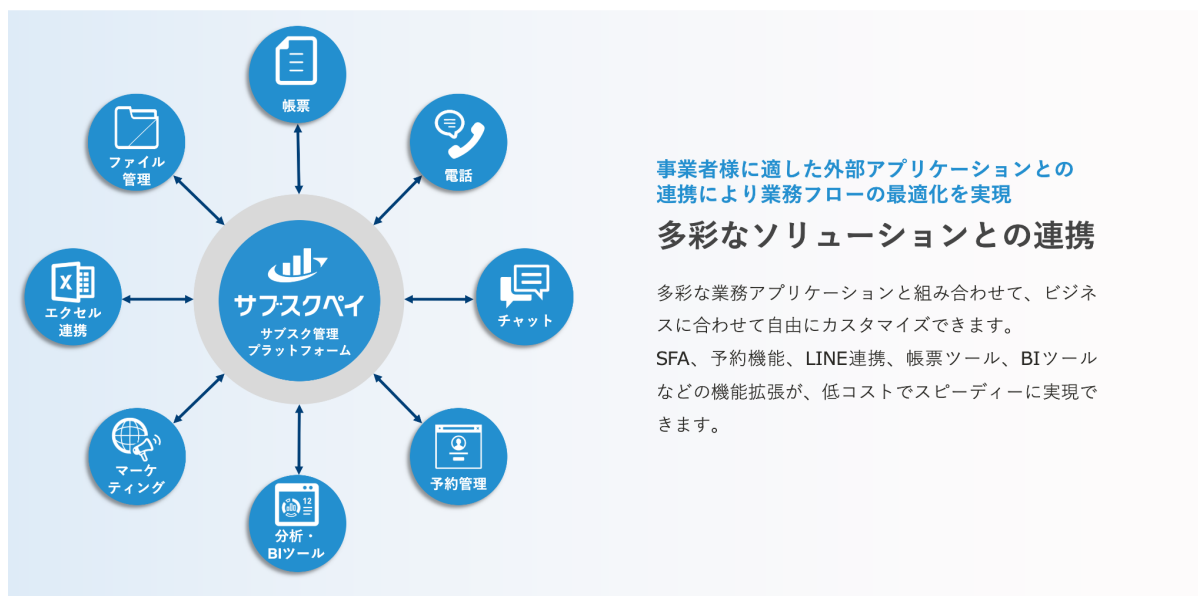 帳票
ファイル
管理
電話
サブスクペイ
サブスク管理
プラットフォーム
X
エクセル
連携
チャット
マーケ
ティング
12
分析・
BIツール
予約管理
事業者様に適した外部アプリケーションとの
連携により業務フローの最適化を実現
多彩なソリューションとの連携
多彩な業務アプリケーションと組み合わせて、ビジネ
スに合わせて自由にカスタマイズできます。
SFA、予約機能、LINE連携、帳票ツール、BIツール
などの機能拡張が、低コストでスピーディーに実現で
きます。